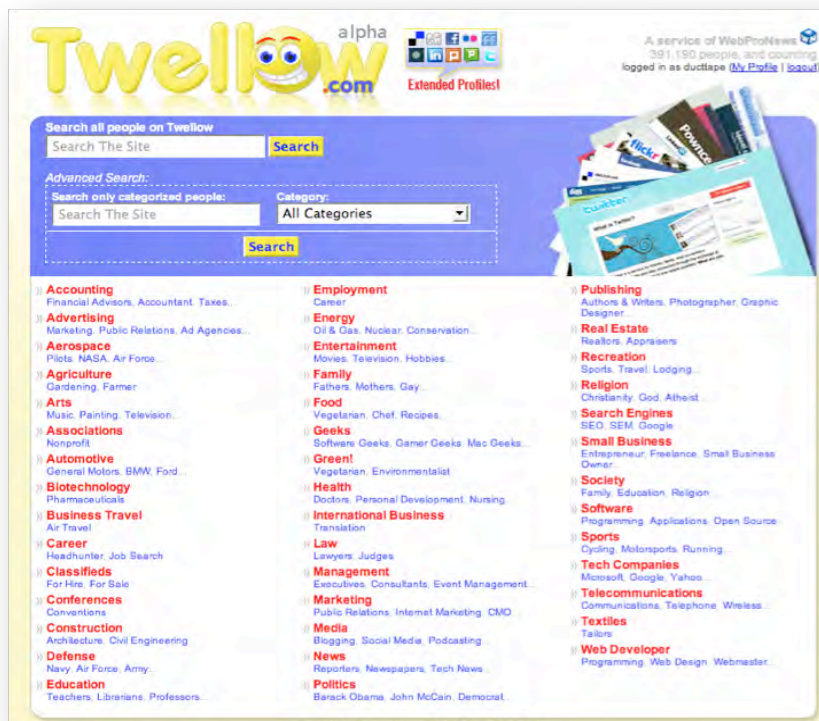 alpha
Twellow
.com
Extended Profiles!
A service of WebProNews
391,190 people, and counting
logged in as ducttape (My Profile | logout)
Search all people on Twellow
Search The Site
Search
Advanced Search:
Search only categorized people:
Category:
Search The Site
All Categories
Search
flickr
Pownce
twitter
What is Twitter?
Accounting
Financial Advisors, Accountant, Taxes...
Advertising
Marketing, Public Relations, Ad Agencies...
Aerospace
Pilots, NASA, Air Force...
Agriculture
Gardening, Farmer
Arts
Music, Painting, Television...
Associations
Nonprofit
Automotive
General Motors, BMW, Ford...
Biotechnology
Pharmaceuticals
Business Travel
Air Travel
Career
Headhunter, Job Search
Classifieds
For Hire, For Sale
Conferences
Conventions
Construction
Architecture, Civil Engineering
Defense
Navy, Air Force, Army...
Education
Teachers, Librarians, Professors...
Employment
Career
Energy
Oil & Gas, Nuclear, Conservation...
Entertainment
Movies, Television, Hobbies...
Family
Fathers, Mothers, Gay...
Food
Vegetarian, Chef, Recipes...
Geeks
Software Geeks, Gamer Geeks, Mac Geeks...
Green!
Vegetarian, Environmentalist
Health
Doctors, Personal Development, Nursing...
International Business
Translation
Law
Lawyers, Judges
Management
Executives, Consultants, Event Management...
Marketing
Public Relations, Internet Marketing, CMO...
Media
Blogging, Social Media, Podcasting...
News
Reporters, Newspapers, Tech News...
Politics
Barack Obama, John McCain, Democrat...
Publishing
Authors & Writers, Photographer, Graphic
Designer...
Real Estate
Realtors, Appraisers
Recreation
Sports, Travel, Lodging...
Religion
Christianity, God, Atheist...
Search Engines
SEO, SEM, Google
Small Business
Entrepreneur, Freelance, Small Business
Owner...
Society
Family, Education, Religion...
Software
Programming, Applications, Open Source...
Sports
Cycling, Motorsports, Running...
Tech Companies
Microsoft, Google, Yahoo...
Telecommunications
Communications, Telephone, Wireless...
Textiles
Tailors
Web Developer
Programming, Web Design, Webmaster...